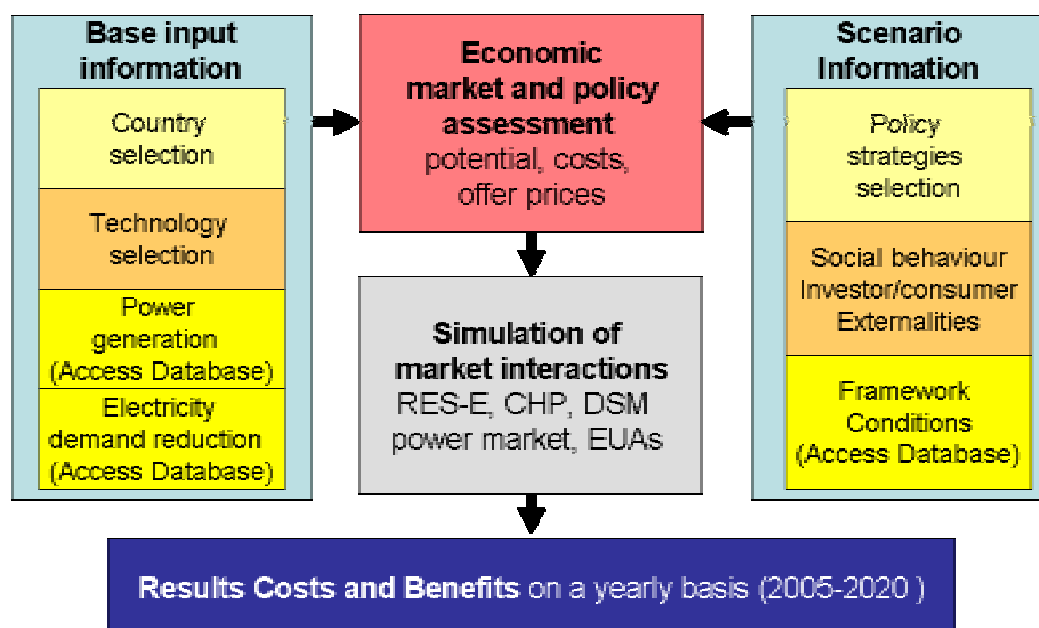 Base input
information
Country
selection
Technology
selection
Power
generation
(Access Database)
Electricity
demand reduction
(Access Database)
Economic
market and policy
assessment
potential, costs,
offer prices
Simulation of
market interactions
RES-E, CHP, DSM
power market, EUAs
Scenario
Information
Policy
strategies
selection
Social behaviour
Investor/consumer
Externalities
Framework
Conditions
(Access Database)
Results Costs and Benefits on a yearly basis (2005-2020 )